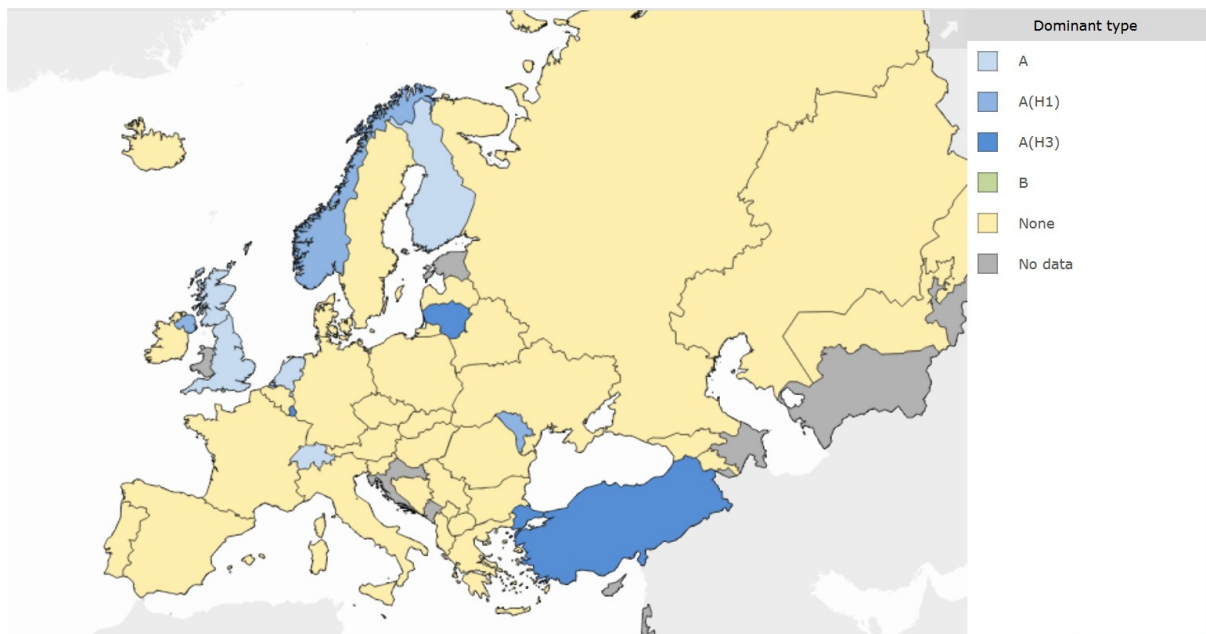 Dominant type
A
A(H1)
A(H3)
B
None
No data